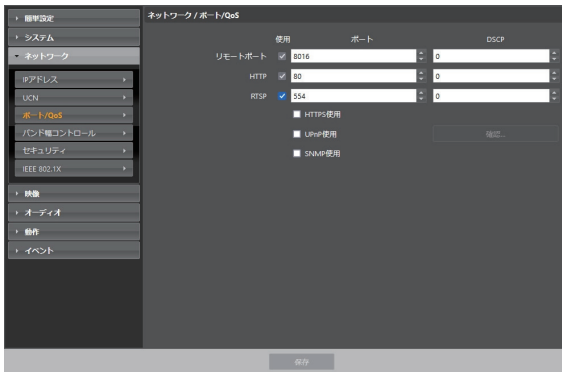 簡単設定
システム
ネットワーク
IPアドレス
UCN
ポート/QoS
バンド幅コントロール
セキュリティ
IEEE 802.1X
映像
オーディオ
動作
イベント
ネットワーク / ポート/QoS
使用 ポート DSCP
リモートポート 8016 0
HTTP 80 0
RTSP 554 0
HTTPS使用
UPnP使用 確認...
SNMP使用
保存